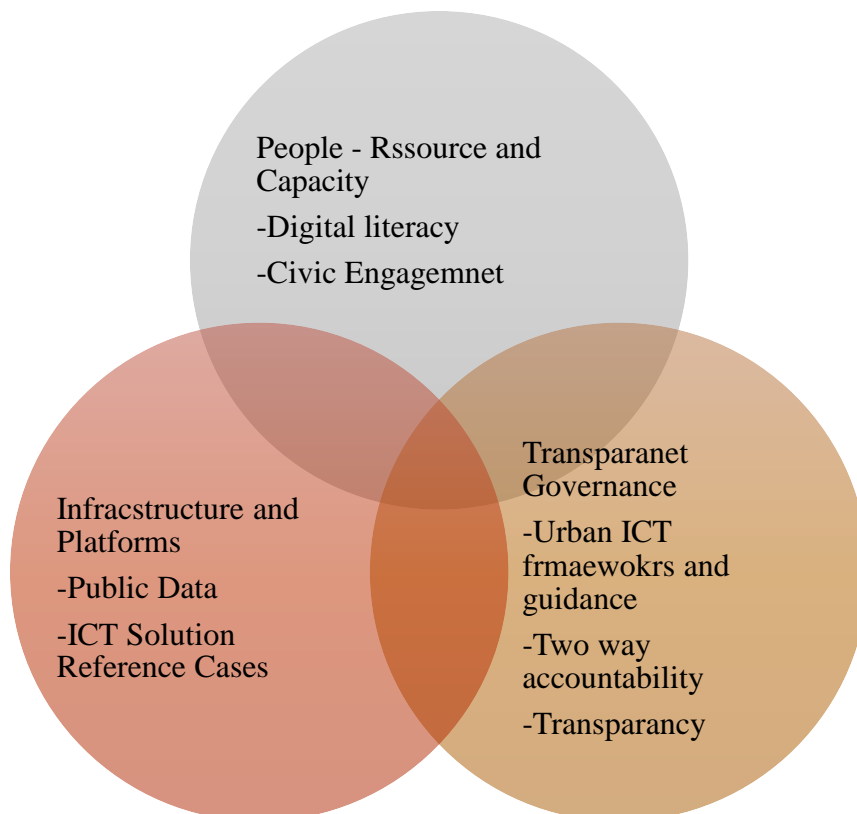 People - Rssource and
Capacity
-Digital literacy
-Civic Engagemnet
Infracstructure and
Platforms
-Public Data
-ICT Solution
Reference Cases
Transparanet
Governance
-Urban ICT
frmaewokrs and
guidance
-Two way
accountability
-Transparancy